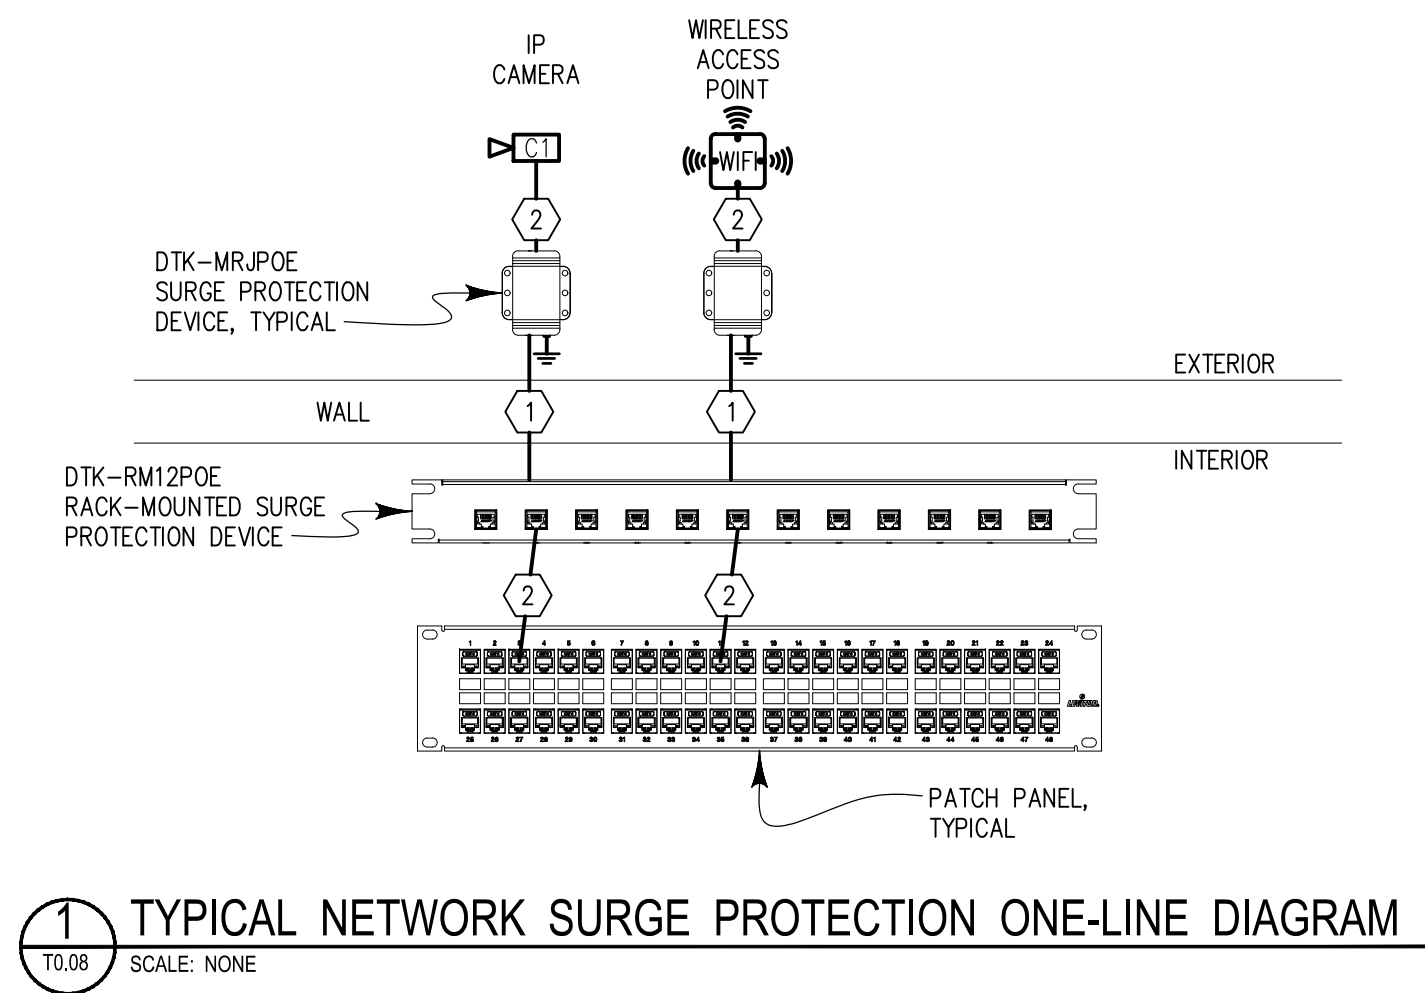 IP
CAMERA
WIRELESS
ACCESS
POINT
C1
WIFI
2
2
DTK-MRJPOE
SURGE PROTECTION
DEVICE, TYPICAL
EXTERIOR
WALL
1
1
INTERIOR
DTK-RM12POE
RACK-MOUNTED SURGE
PROTECTION DEVICE
2
2
1 2 3 4 5 6 7 8 9 10 11 12 13 14 15 16 17 18 19 20 21 22 23 24
25 26 27 28 29 30 31 32 33 34 35 36 37 38 39 40 41 42 43 44 45 46 47 48
PATCH PANEL,
TYPICAL
1
TYPICAL NETWORK SURGE PROTECTION ONE-LINE DIAGRAM
T0.08
SCALE: NONE